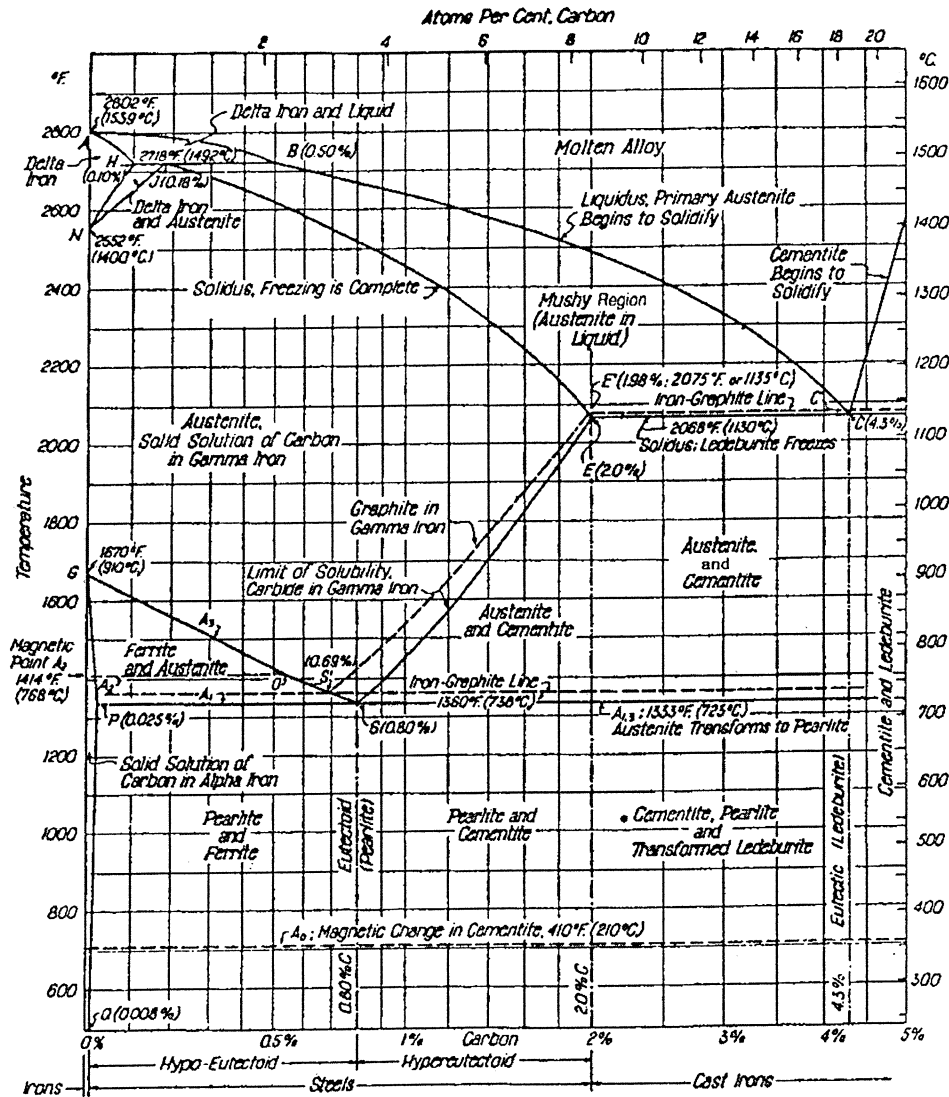 Atoms Per Cent, Carbon
2 4 6 8 10 12 14 16 18 20
°F.
°C.
2802°F.
(1539°C)
Delta Iron and Liquid
1600
2800
A
H
2718°F. (1492°C)
B (0.50%)
Molten Alloy
1500
Delta
Iron
(0.10%)
J (0.18%)
Delta Iron
and Austenite
Liquidus, Primary Austenite
Begins to Solidify
2600
1400
N
2552°F.
(1400°C)
Cementite
Begins to
Solidify
2400
Solidus, Freezing is Complete
Mushy Region
(Austenite in
Liquid)
1300
2200
1200
E' (1.98%; 2075°F. or 1135°C)
Iron-Graphite Line
C'
Austenite,
Solid Solution of Carbon
in Gamma Iron
2068°F. (1130°C)
C (4.3%)
Solidus; Ledeburite Freezes
1100
2000
E (2.0%)
1000
Graphite in
Gamma Iron
1800
Temperature
Austenite
and
Cementite
1670°F.
(910°C)
G
900
Limit of Solubility,
Carbide in Gamma Iron
1600
A3
Austenite
and Cementite
Magnetic
Point A2
1414°F.
(768°C)
Ferrite
and Austenite
(0.69%)
S'
O
800
A2
A1
Iron-Graphite Line
1360°F. (738°C)
P (0.025%)
S (0.80%)
A1,3; 1333°F. (725°C)
Austenite Transforms to Pearlite
700
1200
Solid Solution of
Carbon in Alpha Iron
600
Cementite and Ledeburite
Pearlite
and
Ferrite
Eutectoid
(Pearlite)
Pearlite and
Cementite
Cementite, Pearlite
and
Transformed Ledeburite
Eutectic (Ledeburite)
1000
500
800
400
A0; Magnetic Change in Cementite, 410°F. (210°C)
0.80% C
2.0% C
4.3%
600
300
Q (0.008%)
0% 0.5% 1% Carbon 2% 3% 4% 5%
Hypo-Eutectoid Hypereutectoid
Irons Steels Cast Irons